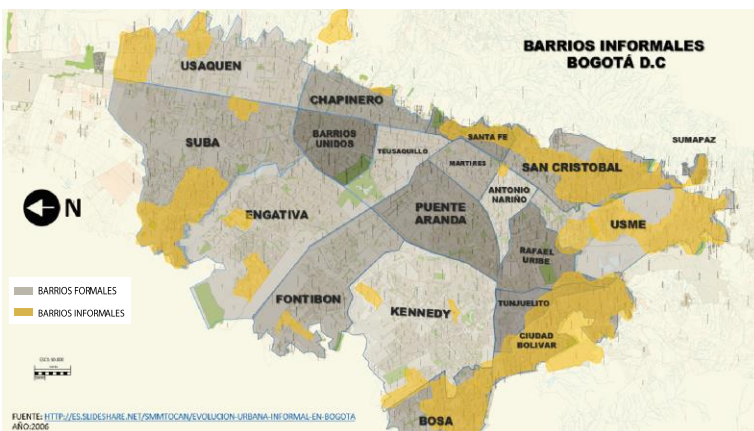 BARRIOS INFORMALES
BOGOTÁ D.C
USAQUEN
CHAPINERO
SUBA
BARRIOS
UNIDOS
TEUSAQUILLO
SANTA FE
MARTIRES
SAN CRISTOBAL
SUMAPAZ
ANTONIO
NARIÑO
N
ENGATIVA
PUENTE
ARANDA
USME
RAFAEL
URIBE
BARRIOS FORMALES
BARRIOS INFORMALES
FONTIBON
KENNEDY
TUNJUELITO
CIUDAD
BOLIVAR
BOSA
FUENTE: HTTP://ES.SLIDESHARE.NET/SMMTOCAN/EVOLUCION-URBANA-INFORMAL-EN-BOGOTA
AÑO:2006